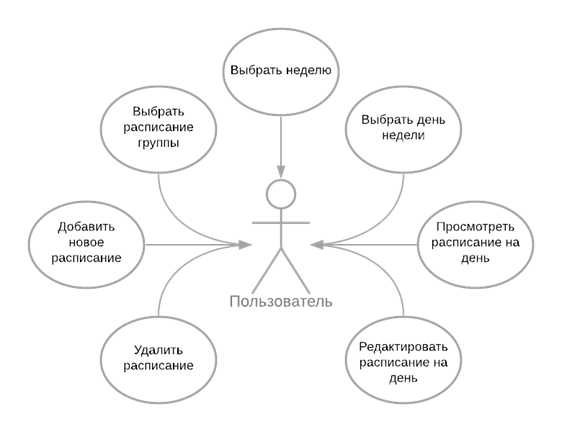 Выбрать неделю
Выбрать
расписание
группы
Выбрать день
недели
Добавить
новое
расписание
Просмотреть
расписание на
день
Пользователь
Удалить
расписание
Редактировать
расписание на
день